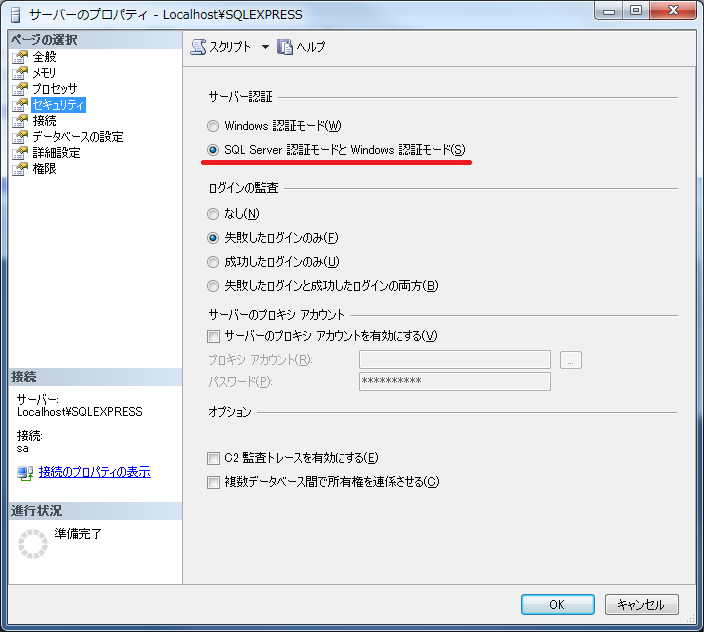 サーバーのプロパティ - Localhost¥SQLEXPRESS
ページの選択
全般
メモリ
プロセッサ
セキュリティ
接続
データベースの設定
詳細設定
権限
スクリプト
ヘルプ
サーバー認証
Windows 認証モード(W)
SQL Server 認証モードと Windows 認証モード(S)
ログインの監査
なし(N)
失敗したログインのみ(F)
成功したログインのみ(U)
失敗したログインと成功したログインの両方(B)
サーバーのプロキシ アカウント
サーバーのプロキシ アカウントを有効にする(V)
プロキシ アカウント(R):
...
パスワード(P):
**********
オプション
C2 監査トレースを有効にする(E)
複数データベース間で所有権を連係させる(C)
接続
サーバー:
Localhost¥SQLEXPRESS
接続:
sa
接続のプロパティの表示
進行状況
準備完了
OK
キャンセル